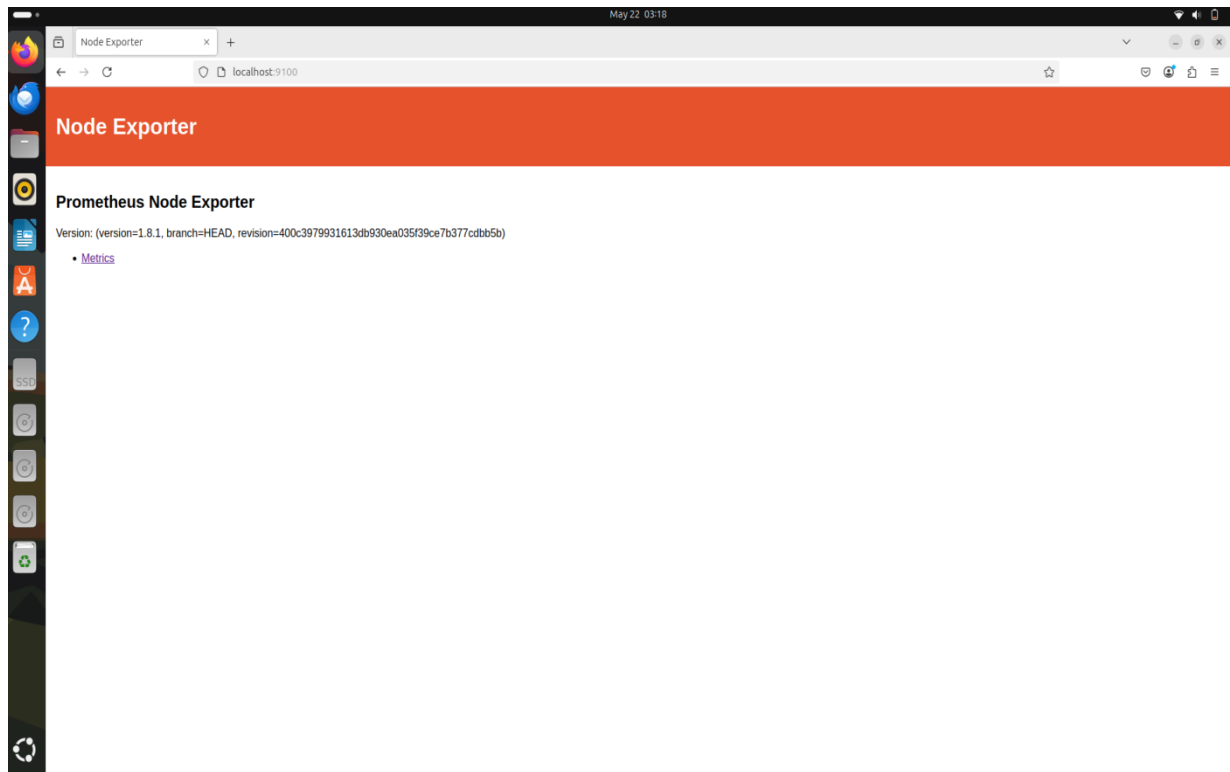 May 22 03:18
Node Exporter
localhost:9100
Node Exporter
Prometheus Node Exporter
Version: (version=1.8.1, branch=HEAD, revision=400c3979931613db930ea035f39ce7b377cdbb5b)
Metrics
SSD